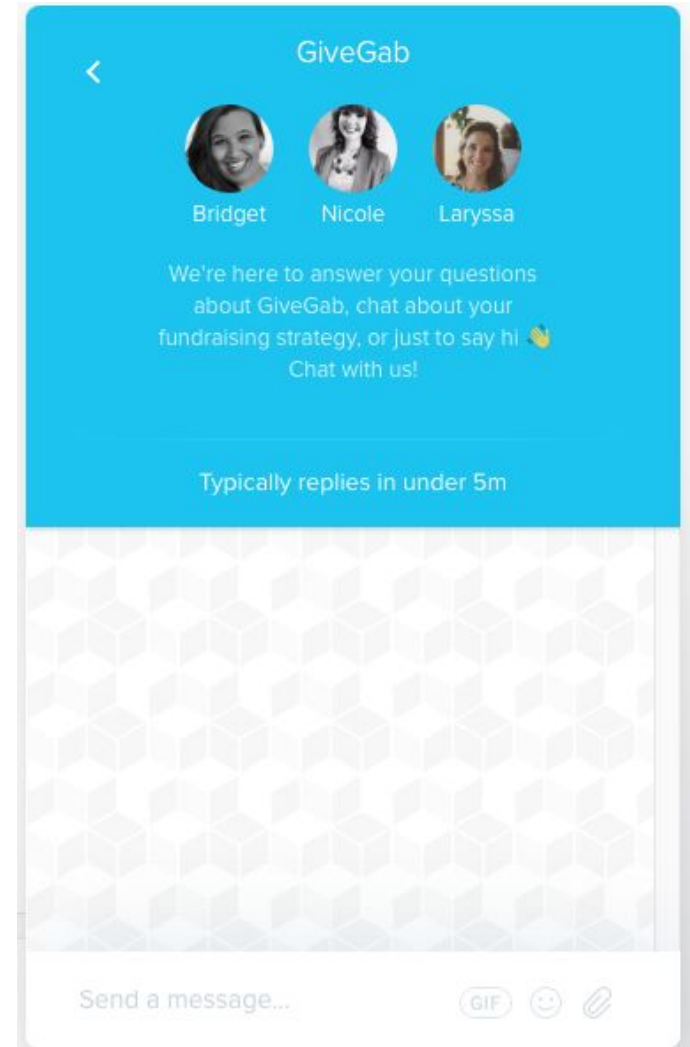 GiveGab
Bridget Nicole Laryssa
We're here to answer your questions
about GiveGab, chat about your
fundraising strategy, or just to say hi 👋
Chat with us!
Typically replies in under 5m
Send a message... GIF